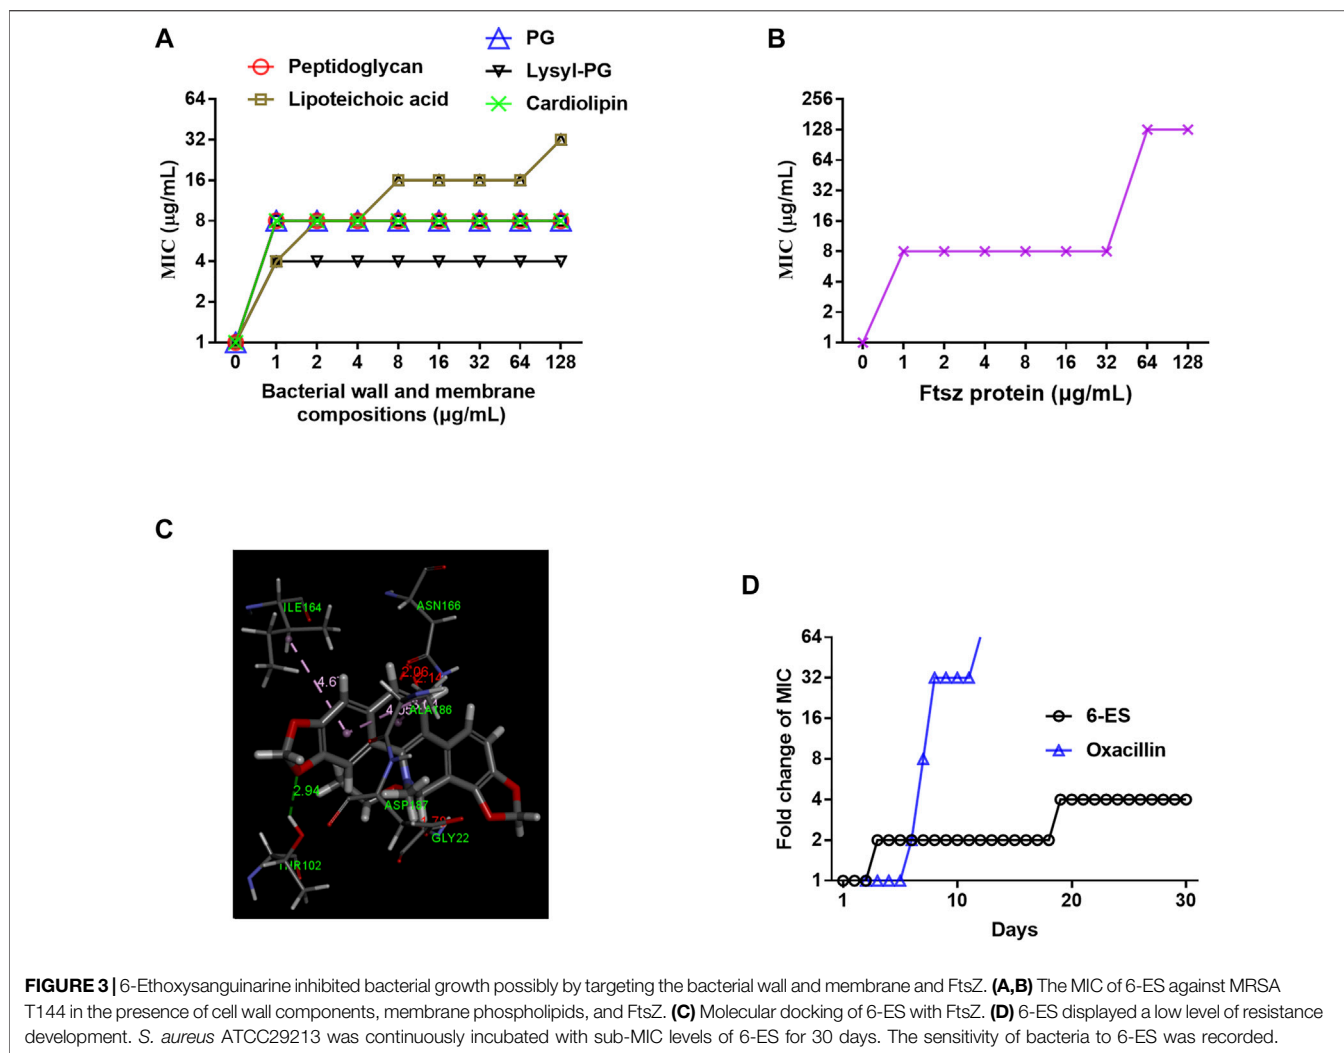 A
Peptidoglycan
Lipoteichoic acid
PG
Lysyl-PG
Cardiolipin
MIC (µg/mL)
64
32
16
8
4
2
1
0 1 2 4 8 16 32 64 128
Bacterial wall and membrane
compositions (µg/mL)
B
MIC (µg/mL)
256
128
64
32
16
8
4
2
1
0 1 2 4 8 16 32 64 128
Ftsz protein (µg/mL)
C
ILE164
ASN166
2.06
2.14
ALA186
2.94
ASP187
GLY22
THR102
D
Fold change of MIC
64
32
16
8
4
2
1
6-ES
Oxacillin
1 10 20 30
Days
FIGURE 3 | 6-Ethoxysanguinarine inhibited bacterial growth possibly by targeting the bacterial wall and membrane and FtsZ. (A,B) The MIC of 6-ES against MRSA
T144 in the presence of cell wall components, membrane phospholipids, and FtsZ. (C) Molecular docking of 6-ES with FtsZ. (D) 6-ES displayed a low level of resistance
development. S. aureus ATCC29213 was continuously incubated with sub-MIC levels of 6-ES for 30 days. The sensitivity of bacteria to 6-ES was recorded.